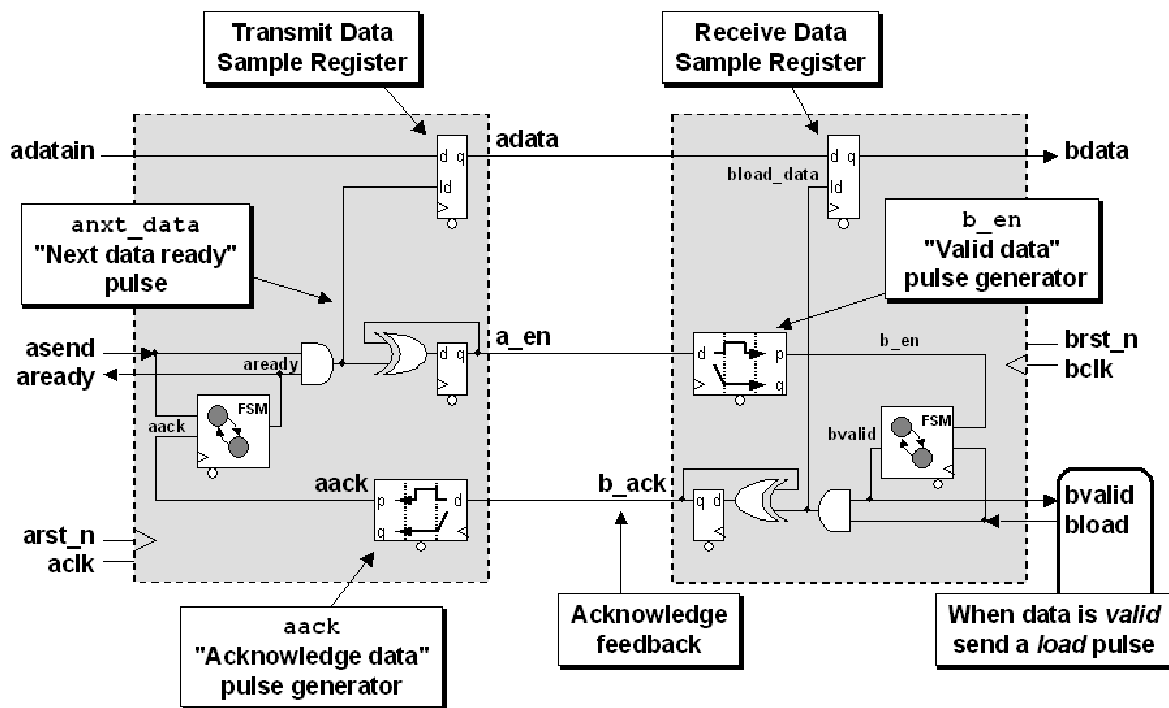 Transmit Data
Sample Register
Receive Data
Sample Register
adatain
d q
ld
adata
bload_data
d q
ld
bdata
anxt_data
"Next data ready"
pulse
b_en
"Valid data"
pulse generator
asend
aready
aready
d q
a_en
d p
q
b_en
brst_n
bclk
aack
FSM
bvalid
FSM
aack
p d
q
b_ack
q d
bvalid
bload
arst_n
aclk
aack
"Acknowledge data"
pulse generator
Acknowledge
feedback
When data is valid
send a load pulse